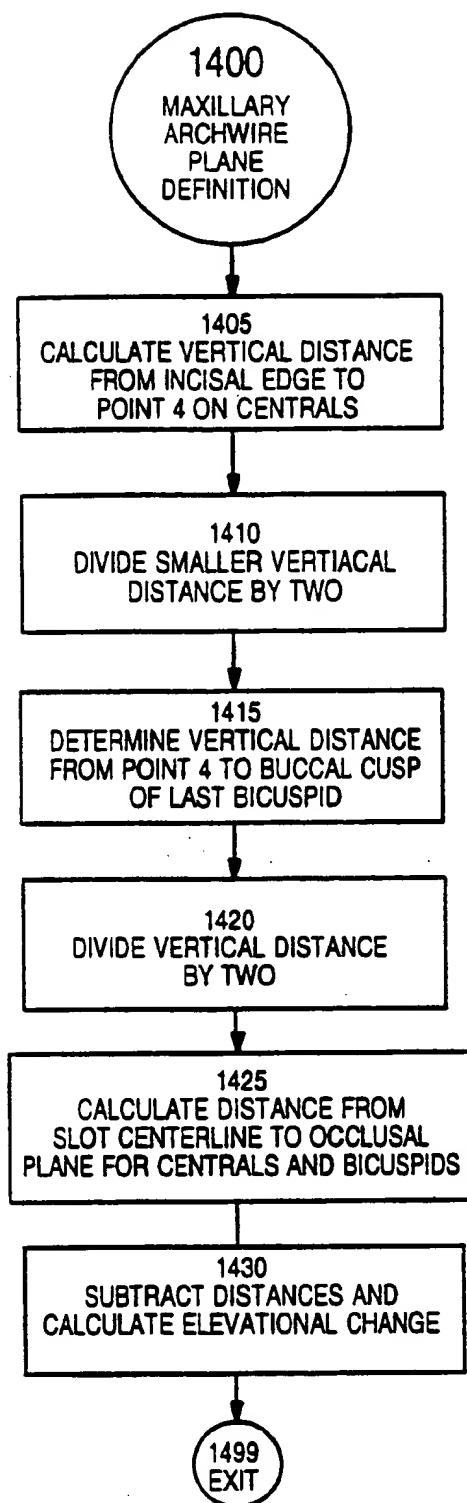 1400
MAXILLARY
ARCHWIRE
PLANE
DEFINITION
1405
CALCULATE VERTICAL DISTANCE
FROM INCISAL EDGE TO
POINT 4 ON CENTRALS
1410
DIVIDE SMALLER VERTIACAL
DISTANCE BY TWO
1415
DETERMINE VERTICAL DISTANCE
FROM POINT 4 TO BUCCAL CUSP
OF LAST BICUSPID
1420
DIVIDE VERTICAL DISTANCE
BY TWO
1425
CALCULATE DISTANCE FROM
SLOT CENTERLINE TO OCCLUSAL
PLANE FOR CENTRALS AND BICUSPIDS
1430
SUBTRACT DISTANCES AND
CALCULATE ELEVATIONAL CHANGE
1499
EXIT